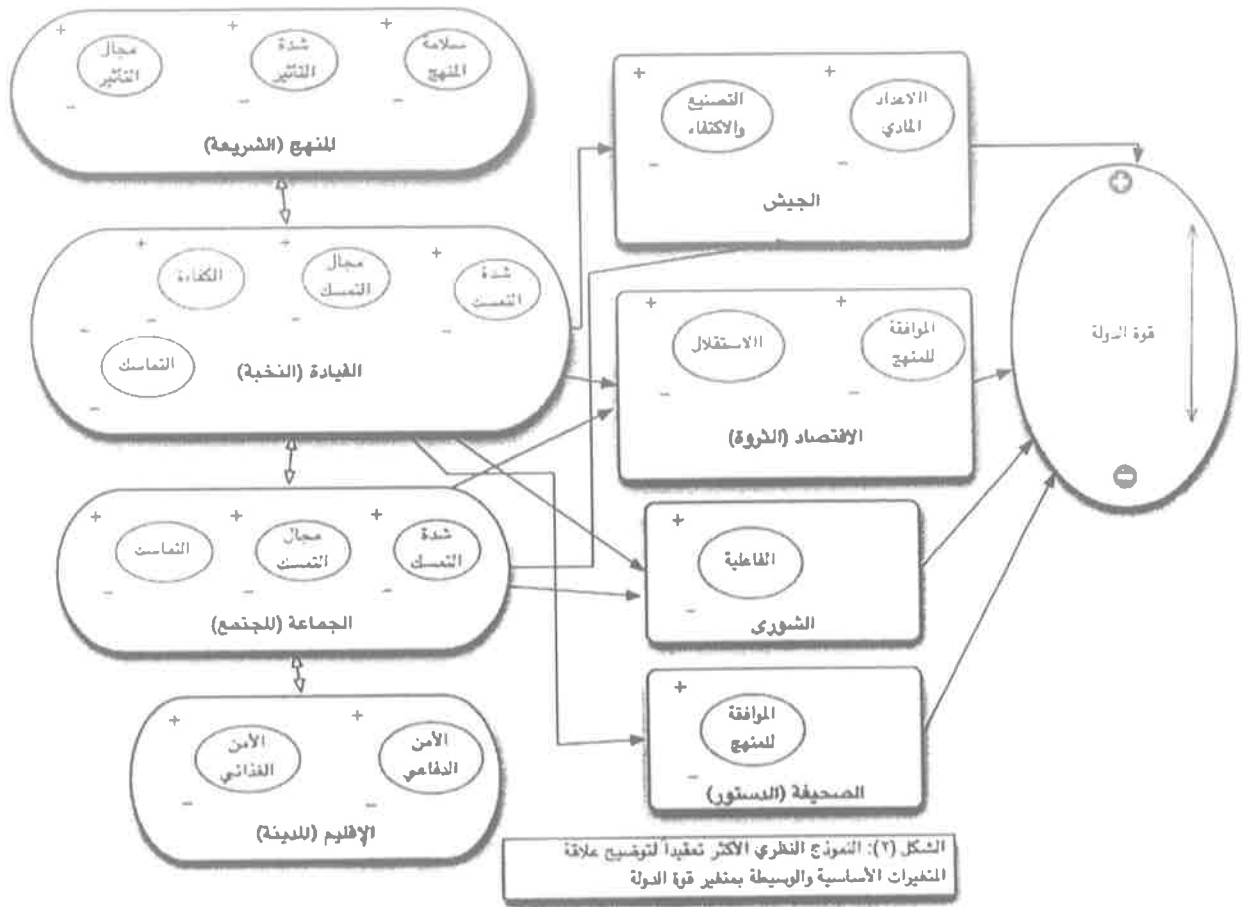 سلامة
المنهج
شدة
التأثير
مجال
التأثير
المنهج (الشريعة)
شدة
التمسك
مجال
التمسك
الكفاءة
التماسك
القيادة (النخبة)
شدة
التمسك
مجال
التمسك
التماسك
الجماعة (المجتمع)
الأمن
الدفاعي
الأمن
الغذائي
الإقليم (المدينة)
الاعداد
المادي
التصنيع
والاكتفاء
الجيش
الموافقة
للمنهج
الاستقلال
الاقتصاد (الثروة)
الفاعلية
الشورى
الموافقة
للمنهج
الصحيفة (الدستور)
قوة الدولة
الشكل (٢): النموذج النظري الأكثر تعقيداً لتوضيح علاقة
المتغيرات الأساسية والوسيطة بمتغير قوة الدولة